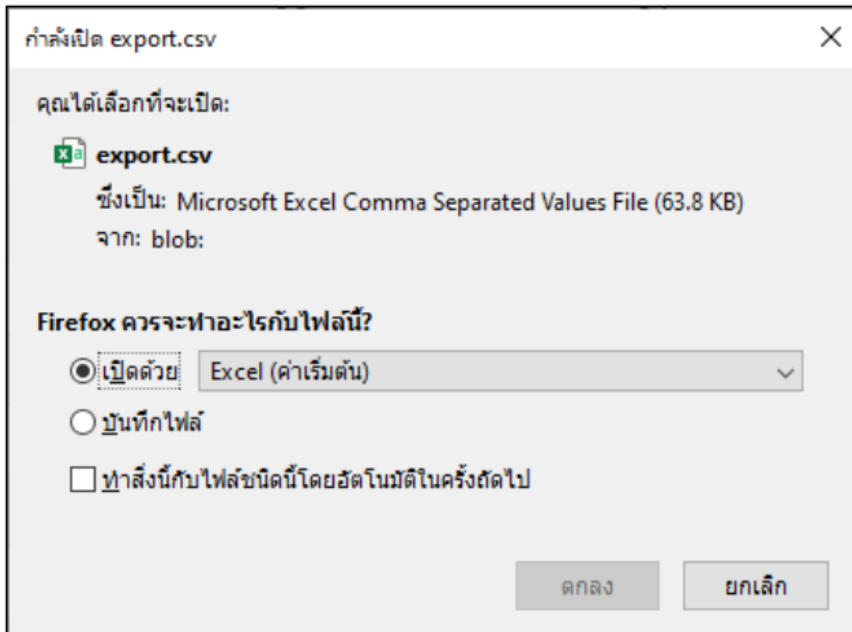 กำลังเปิด export.csv
คุณได้เลือกที่จะเปิด:
export.csv
ซึ่งเป็น: Microsoft Excel Comma Separated Values File (63.8 KB)
จาก: blob:
Firefox ควรจะทำอะไรกับไฟล์นี้?
เปิดด้วย Excel (ค่าเริ่มต้น)
บันทึกไฟล์
ทำสิ่งนี้กับไฟล์ชนิดนี้โดยอัตโนมัติในครั้งถัดไป
ตกลง ยกเลิก